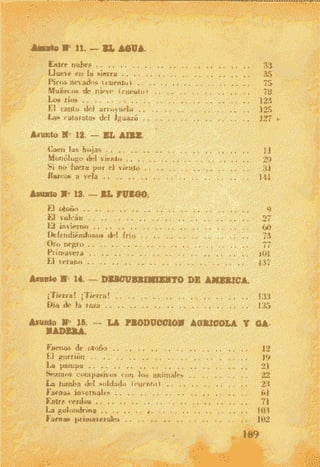 Asunto Nº 11. — EL AGUA.
Entre nubes . . . 33
Llueve en la sierra . . . 35
Picos nevados (cuento) . . . 75
Muñecos de nieve (cuento) . . . 78
Los ríos . . . 123
El canto del arroyuelo . . . 125
Las cataratas del Iguazú . . . 127
Asunto Nº 12. — EL AIRE.
Caen las hojas . . . 11
Monólogo del viento . . . 29
Si no fuera por el viento . . . 31
Barcos a vela . . . 141
Asunto Nº 13. — EL FUEGO.
El otoño . . . 9
El volcán . . . 27
El invierno . . . 60
Defendiéndonos del frío . . . 73
Oro negro . . . 77
Primavera . . . 101
El verano . . . 137
Asunto Nº 14. — DESCUBRIMIENTO DE AMERICA.
¡Tierra! ¡Tierra! . . . 133
Día de la raza . . . 135
Asunto Nº 15. — LA PRODUCCION AGRICOLA Y GA-
NADERA.
Faenas de otoño . . . 12
El gorrión . . . 19
La pampa . . . 21
Seamos compasivos con los animales . . . 22
La tumba del soldado (cuento) . . . 23
Faenas invernales . . . 61
Entre cerdos . . . 71
La golondrina . . . 103
Faenas primaverales . . . 102
189